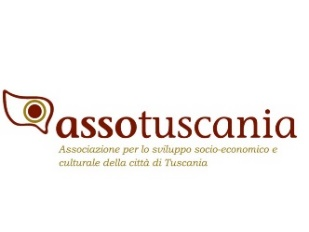 assotuscania
Associazione per lo sviluppo socio-economico e
culturale della città di Tuscania